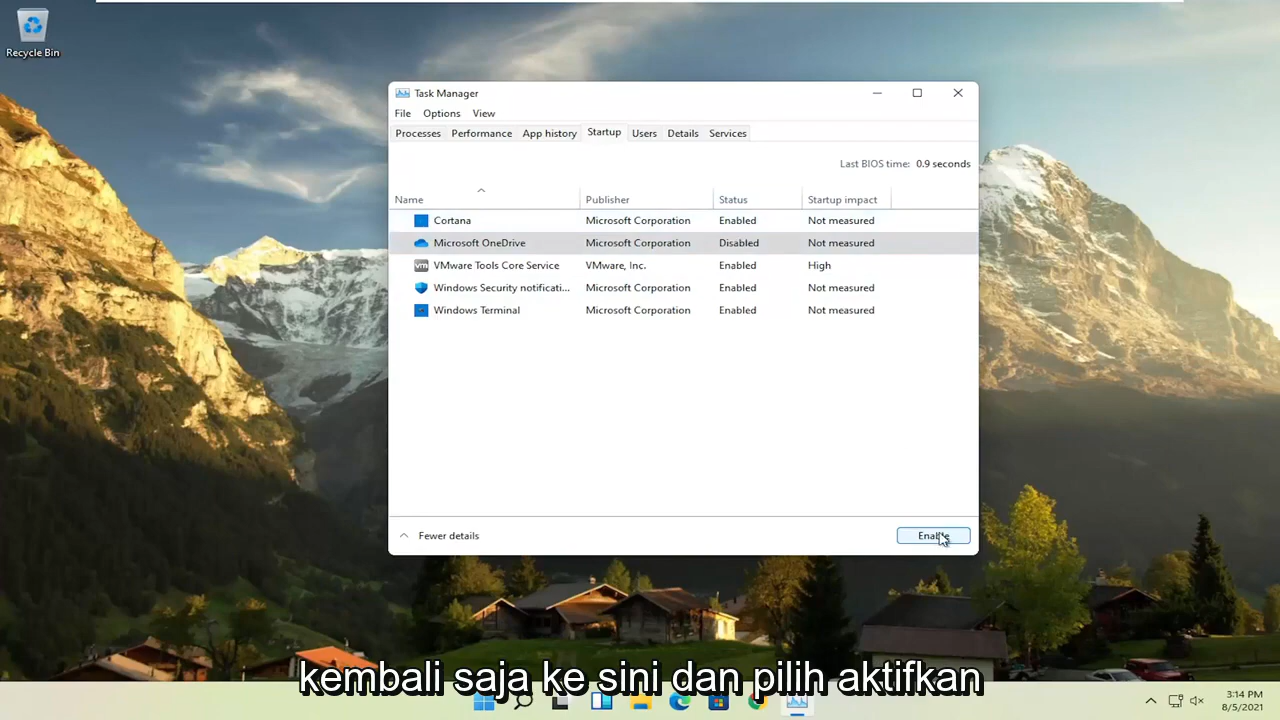 Recycle Bin
Task Manager
File Options View
Processes Performance App history Startup Users Details Services
Last BIOS time: 0.9 seconds
Name Publisher Status Startup impact
Cortana Microsoft Corporation Enabled Not measured
Microsoft OneDrive Microsoft Corporation Disabled Not measured
VMware Tools Core Service VMware, Inc. Enabled High
Windows Security notificati... Microsoft Corporation Enabled Not measured
Windows Terminal Microsoft Corporation Enabled Not measured
Fewer details
Enable
kembali saja ke sini dan pilih aktifkan
3:14 PM
8/5/2021